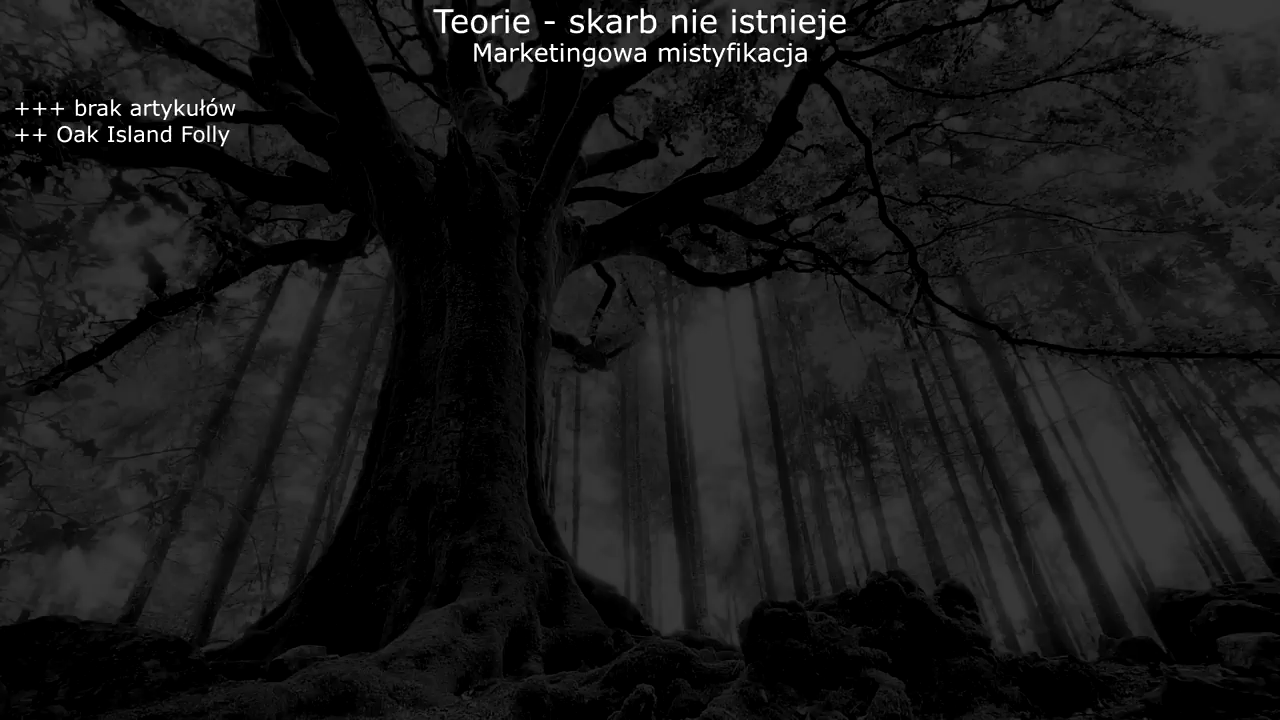 Teorie - skarb nie istnieje
Marketingowa mistyfikacja
+++ brak artykułów
++ Oak Island Folly